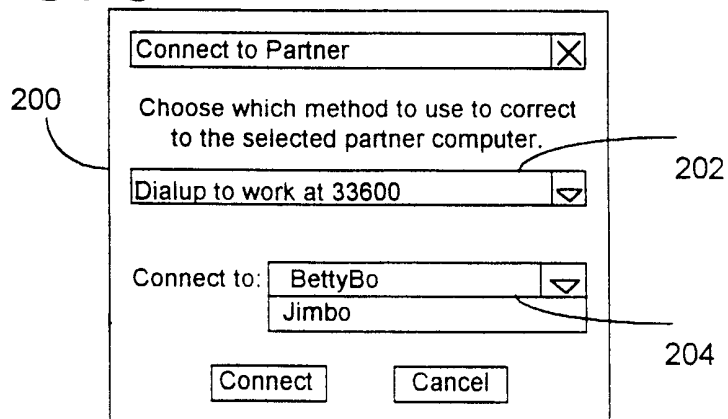 Connect to Partner
200
Choose which method to use to correct
to the selected partner computer.
202
Dialup to work at 33600
Connect to: BettyBo
Jimbo
204
Connect Cancel